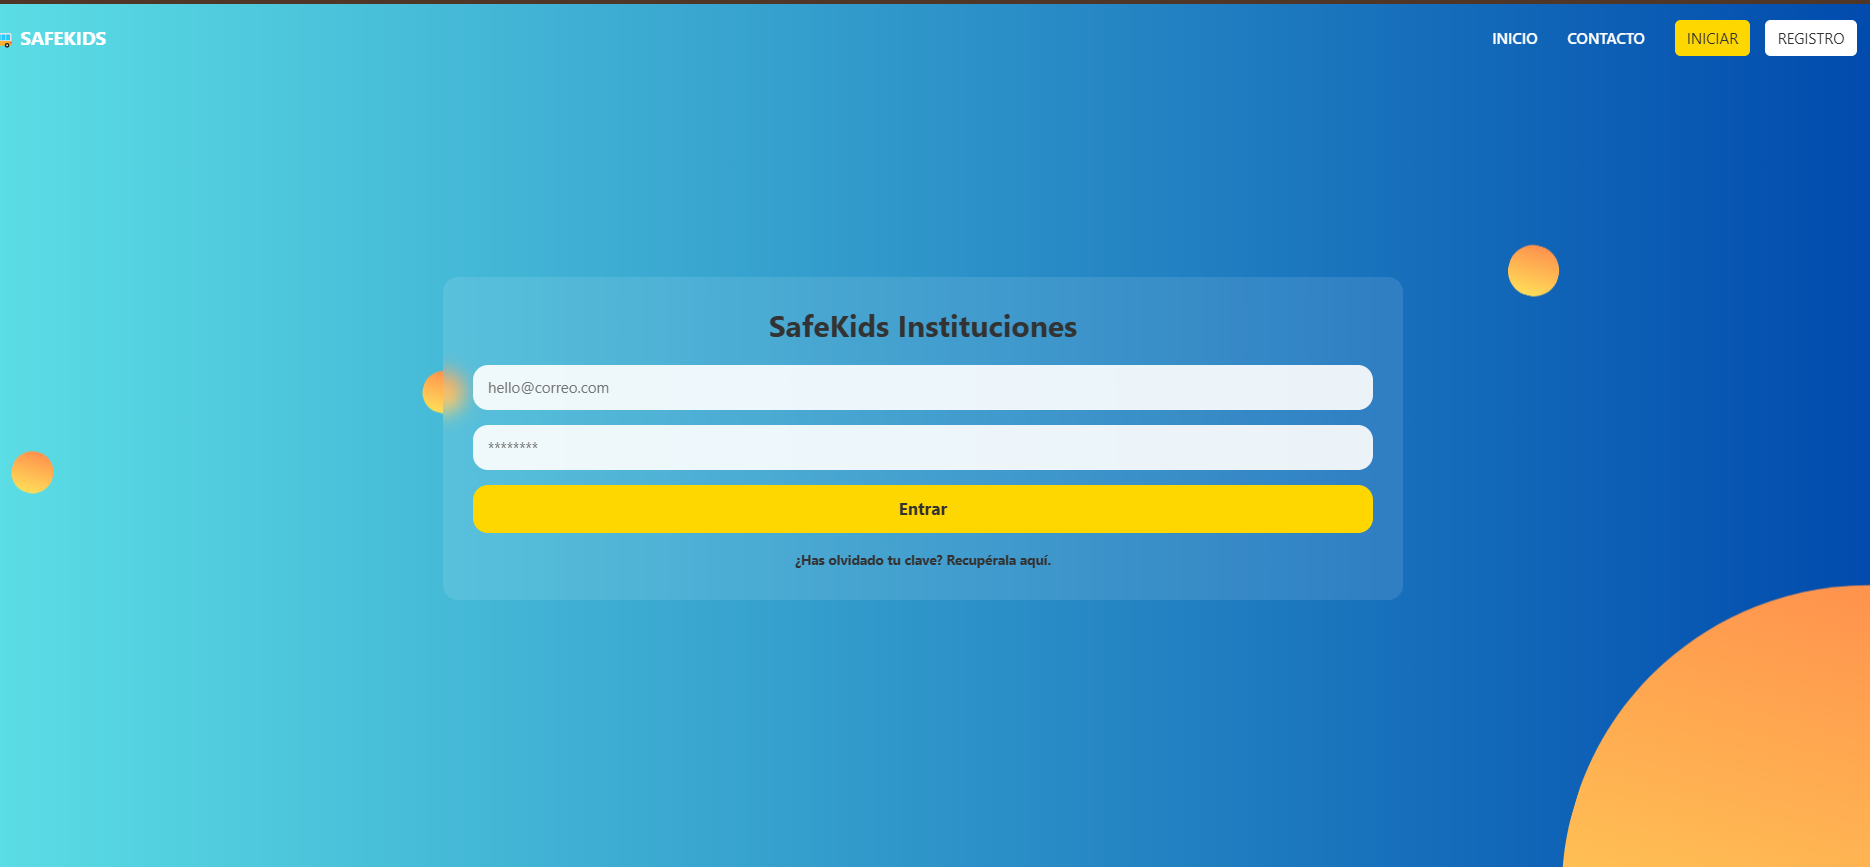 SAFEKIDS
INICIO CONTACTO INICIAR REGISTRO
SafeKids Instituciones
hello@correo.com
********
Entrar
¿Has olvidado tu clave? Recupérala aquí.